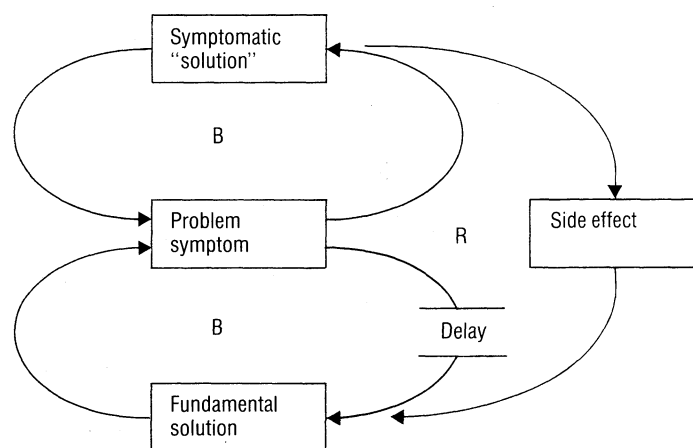 Symptomatic
“solution”
B
Problem
symptom
Side effect
R
B
Delay
Fundamental
solution